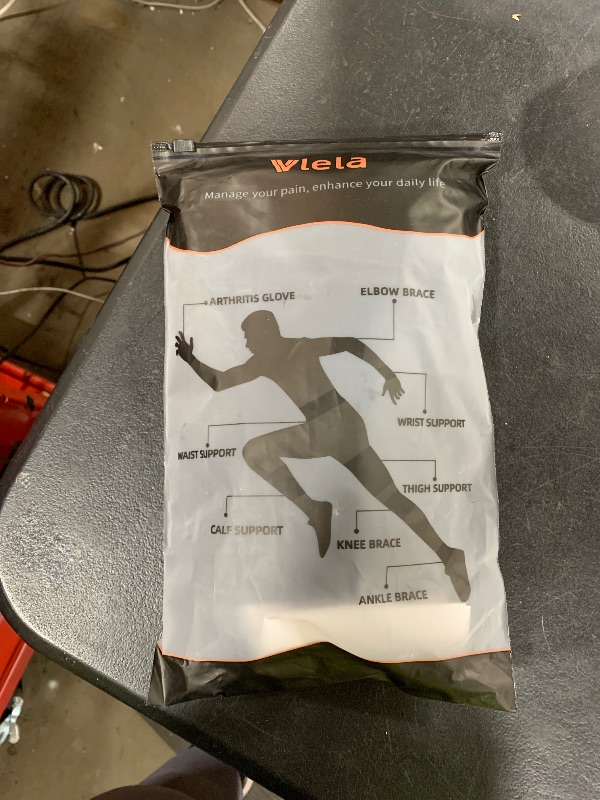 Vlela
Manage your pain, enhance your daily life
ARTHRITIS GLOVE
ELBOW BRACE
WRIST SUPPORT
WAIST SUPPORT
THIGH SUPPORT
CALF SUPPORT
KNEE BRACE
ANKLE BRACE